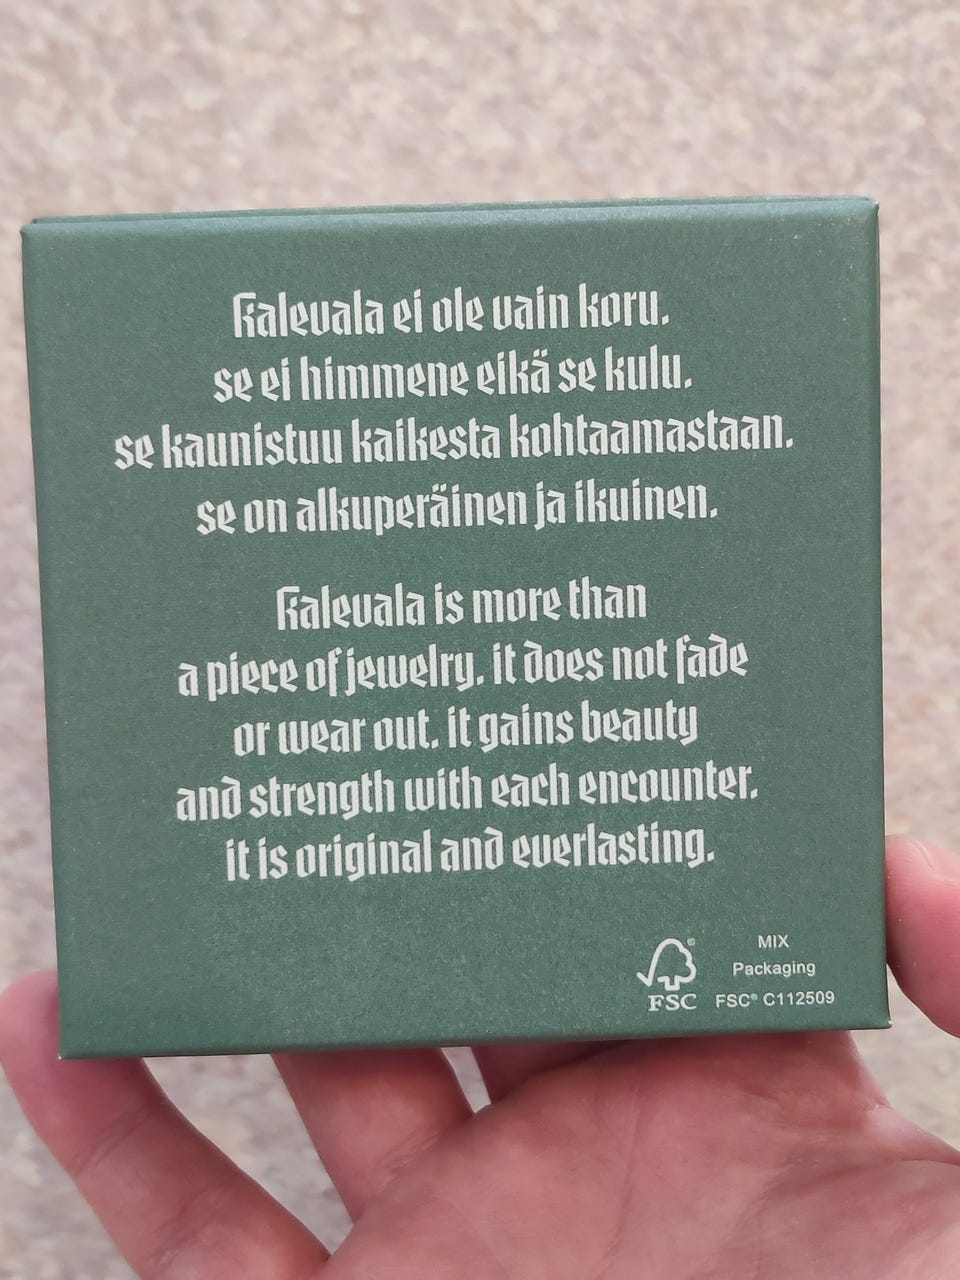 Kalevala ei ole vain koru.
se ei himmene eikä se kulu.
se kaunistuu kaikesta kohtaamastaan.
se on alkuperäinen ja ikuinen.
Kalevala is more than
a piece of jewelry. it does not fade
or wear out. it gains beauty
and strength with each encounter.
it is original and everlasting.
MIX
Packaging
FSC® C112509
®
FSC